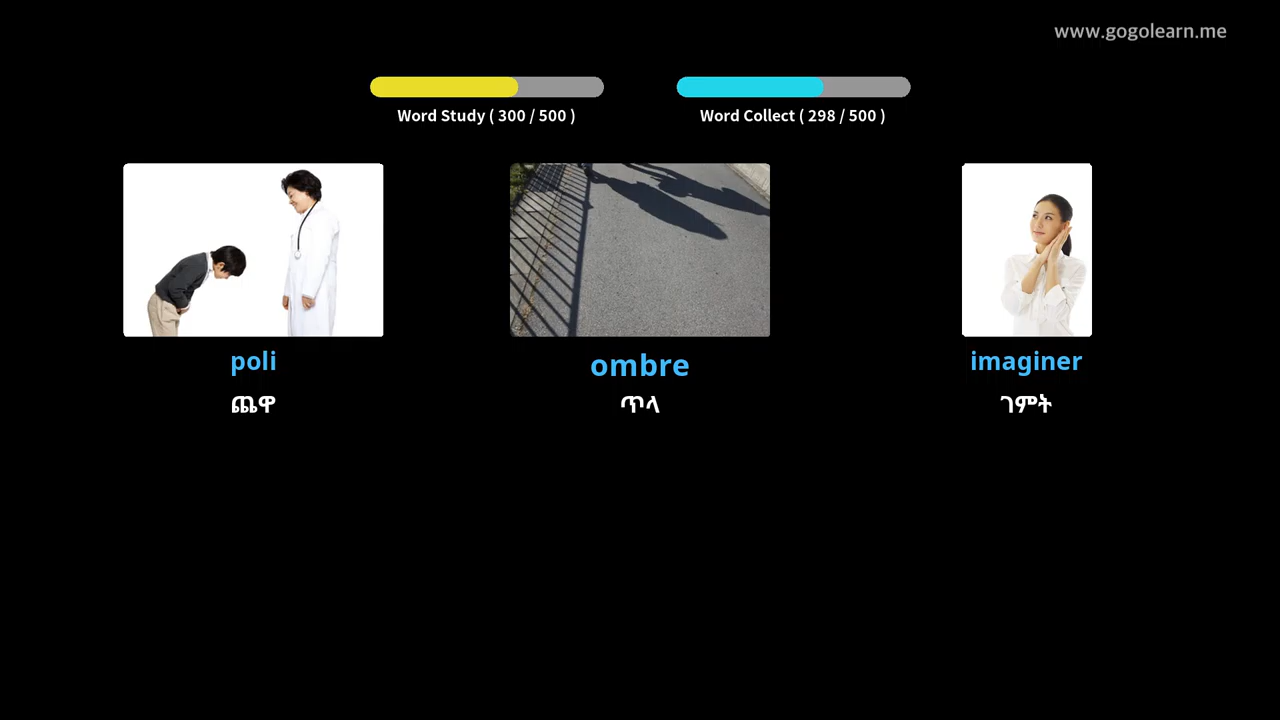 www.gogolearn.me
Word Study ( 300 / 500 )
Word Collect ( 298 / 500 )
poli
ጨዋ
ombre
ጥላ
imaginer
ገምት